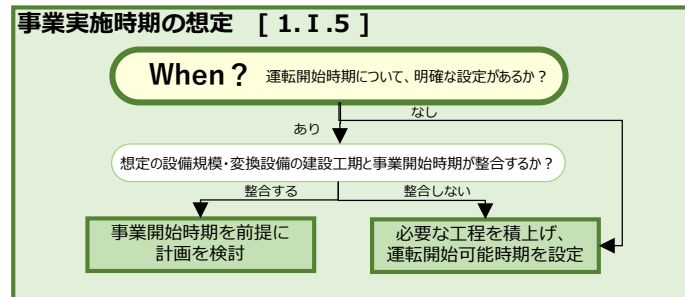 事業実施時期の想定 [ 1.Ⅰ.5 ]
When？ 運転開始時期について、明確な設定があるか？
なし
あり
想定の設備規模・変換設備の建設工期と事業開始時期が整合するか？
整合する 整合しない
事業開始時期を前提に
計画を検討
必要な工程を積上げ、
運転開始可能時期を設定